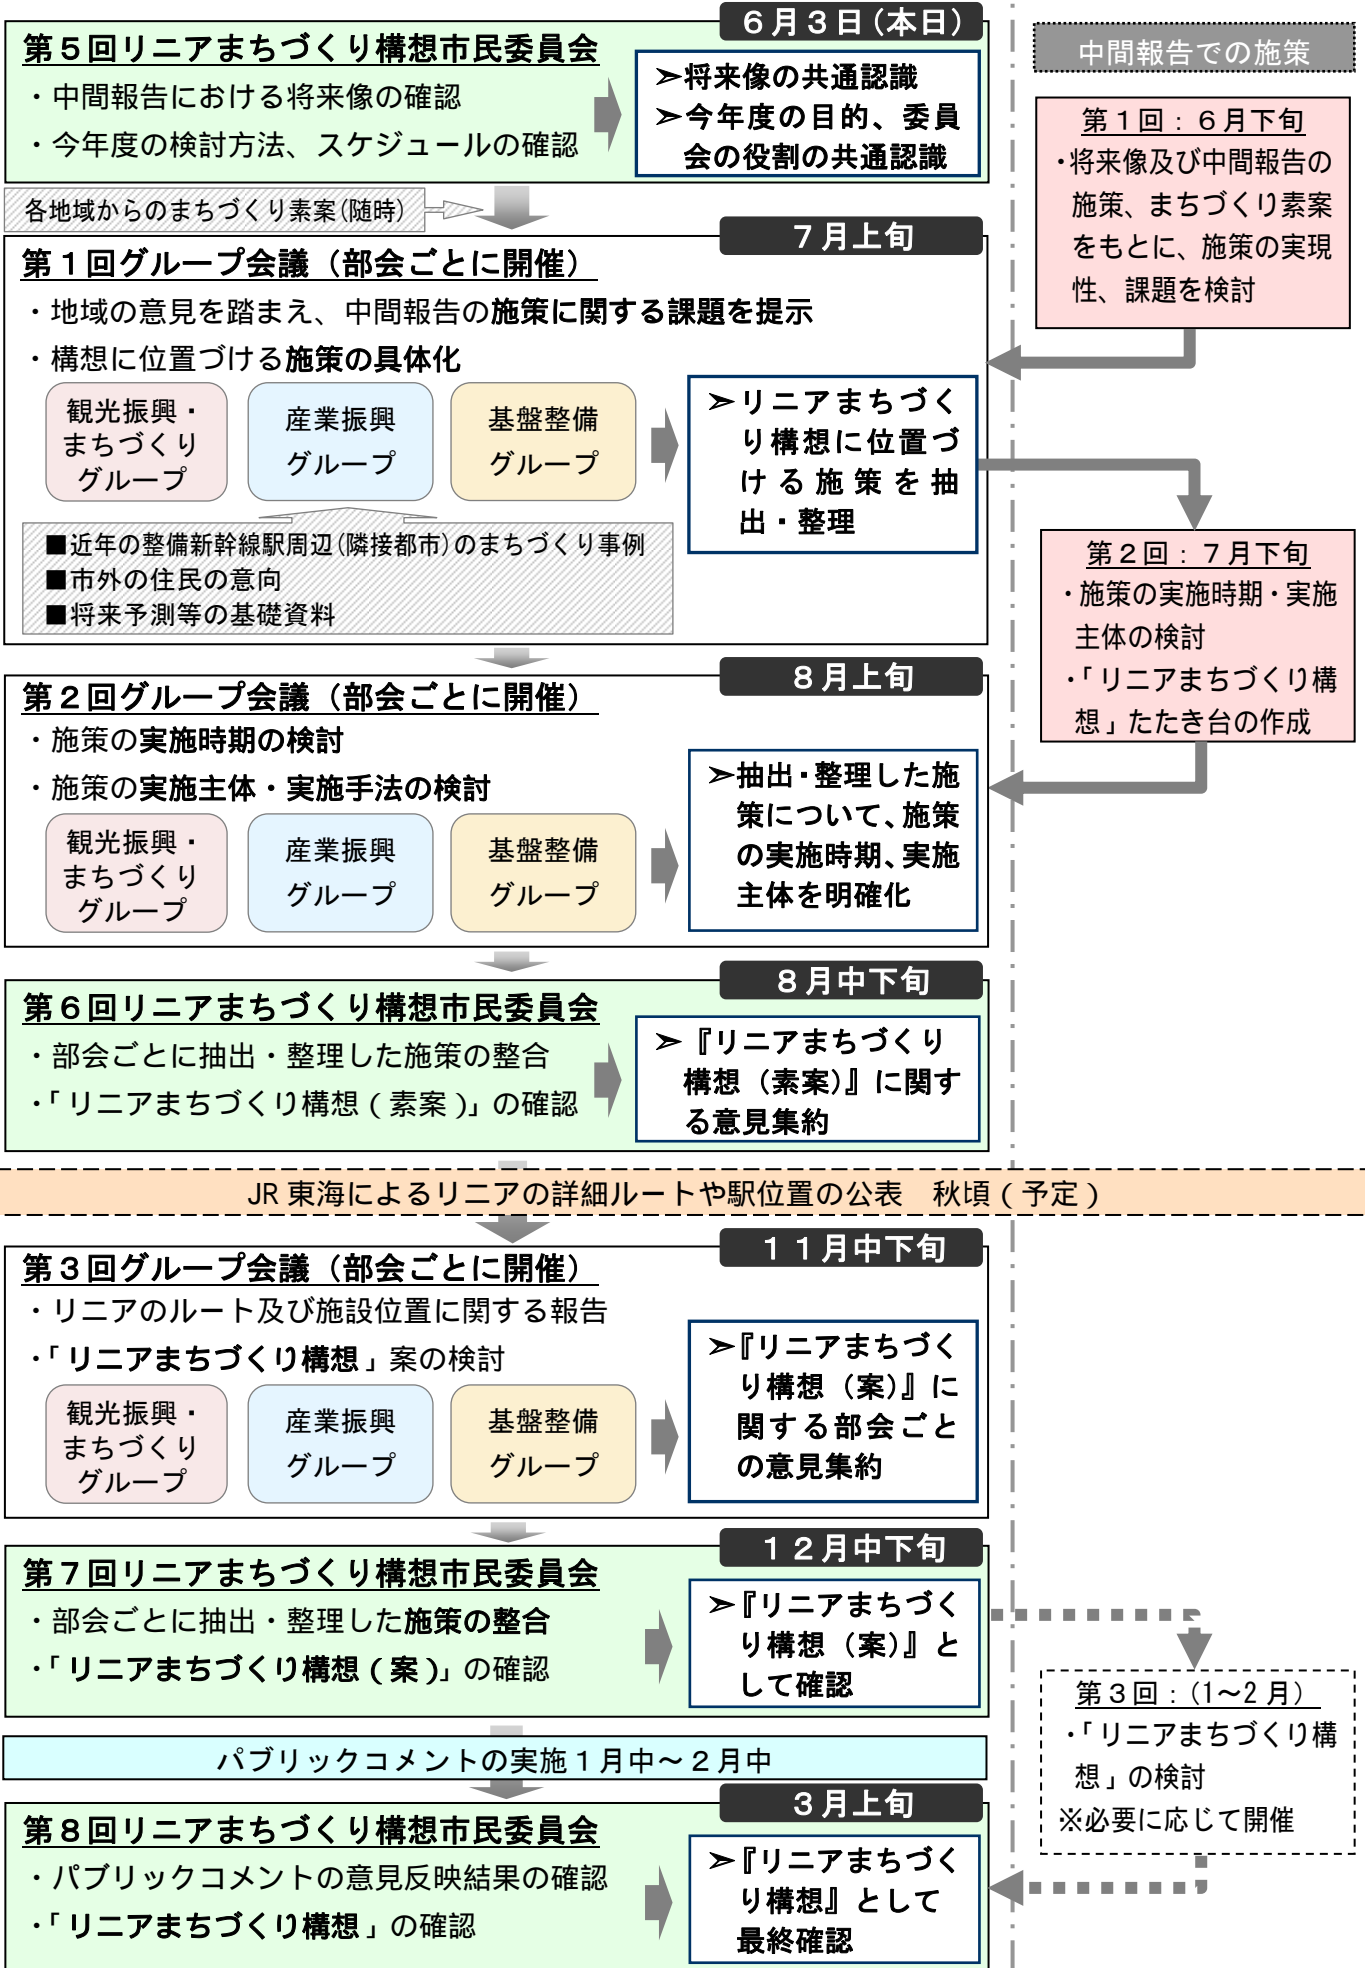 6月3日(本日)
第5回リニアまちづくり構想市民委員会
・中間報告における将来像の確認
・今年度の検討方法、スケジュールの確認
➢将来像の共通認識
➢今年度の目的、委員
会の役割の共通認識
各地域からのまちづくり素案(随時)
7月上旬
第1回グループ会議(部会ごとに開催)
・地域の意見を踏まえ、中間報告の施策に関する課題を提示
・構想に位置づける施策の具体化
観光振興・
まちづくり
グループ
産業振興
グループ
基盤整備
グループ
➢リニアまちづく
り構想に位置づ
ける施策を抽
出・整理
■近年の整備新幹線駅周辺(隣接都市)のまちづくり事例
■市外の住民の意向
■将来予測等の基礎資料
8月上旬
第2回グループ会議(部会ごとに開催)
・施策の実施時期の検討
・施策の実施主体・実施手法の検討
観光振興・
まちづくり
グループ
産業振興
グループ
基盤整備
グループ
➢抽出・整理した施
策について、施策
の実施時期、実施
主体を明確化
8月中下旬
第6回リニアまちづくり構想市民委員会
・部会ごとに抽出・整理した施策の整合
・「リニアまちづくり構想(素案)」の確認
➢『リニアまちづくり
構想(素案)』に関す
る意見集約
JR東海によるリニアの詳細ルートや駅位置の公表 秋頃(予定)
11月中下旬
第3回グループ会議(部会ごとに開催)
・リニアのルート及び施設位置に関する報告
・「リニアまちづくり構想」案の検討
観光振興・
まちづくり
グループ
産業振興
グループ
基盤整備
グループ
➢『リニアまちづく
り構想(案)』に
関する部会ごと
の意見集約
12月中下旬
第7回リニアまちづくり構想市民委員会
・部会ごとに抽出・整理した施策の整合
・「リニアまちづくり構想(案)」の確認
➢『リニアまちづく
り構想(案)』と
して確認
パブリックコメントの実施1月中~2月中
3月上旬
第8回リニアまちづくり構想市民委員会
・パブリックコメントの意見反映結果の確認
・「リニアまちづくり構想」の確認
➢『リニアまちづく
り構想』として
最終確認
中間報告での施策
第1回:6月下旬
・将来像及び中間報告の
施策、まちづくり素案
をもとに、施策の実現
性、課題を検討
第2回:7月下旬
・施策の実施時期・実施
主体の検討
・「リニアまちづくり構
想」たたき台の作成
第3回:(1~2月)
・「リニアまちづくり構
想」の検討
※必要に応じて開催